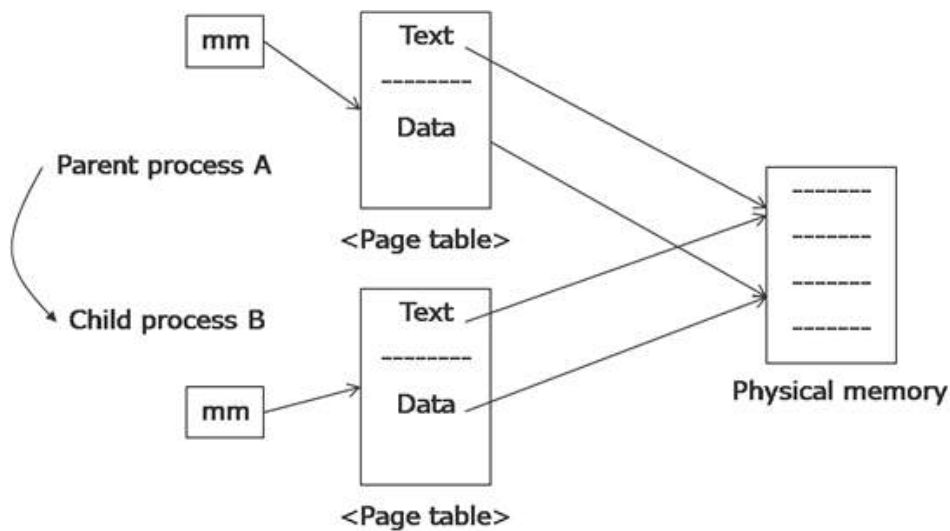 mm
Text
--------
Data
Parent process A
<Page table>
-------
-------
-------
-------
Physical memory
Child process B
Text
--------
Data
mm
<Page table>